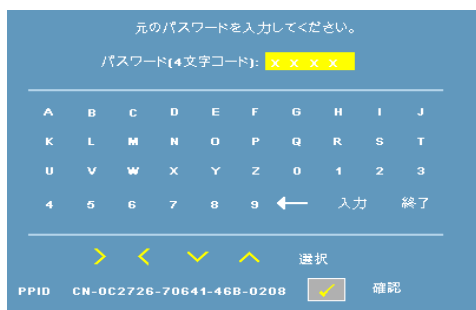 元のパスワードを入力してください。
パスワード(4文字コード): X X X X
A B C D E F G H I J
K L M N O P Q R S T
U V W X Y Z 0 1 2 3
4 5 6 7 8 9 ← 入力 終了
選択
PPID CN-0C2726-70641-46B-0208 ✓ 確認